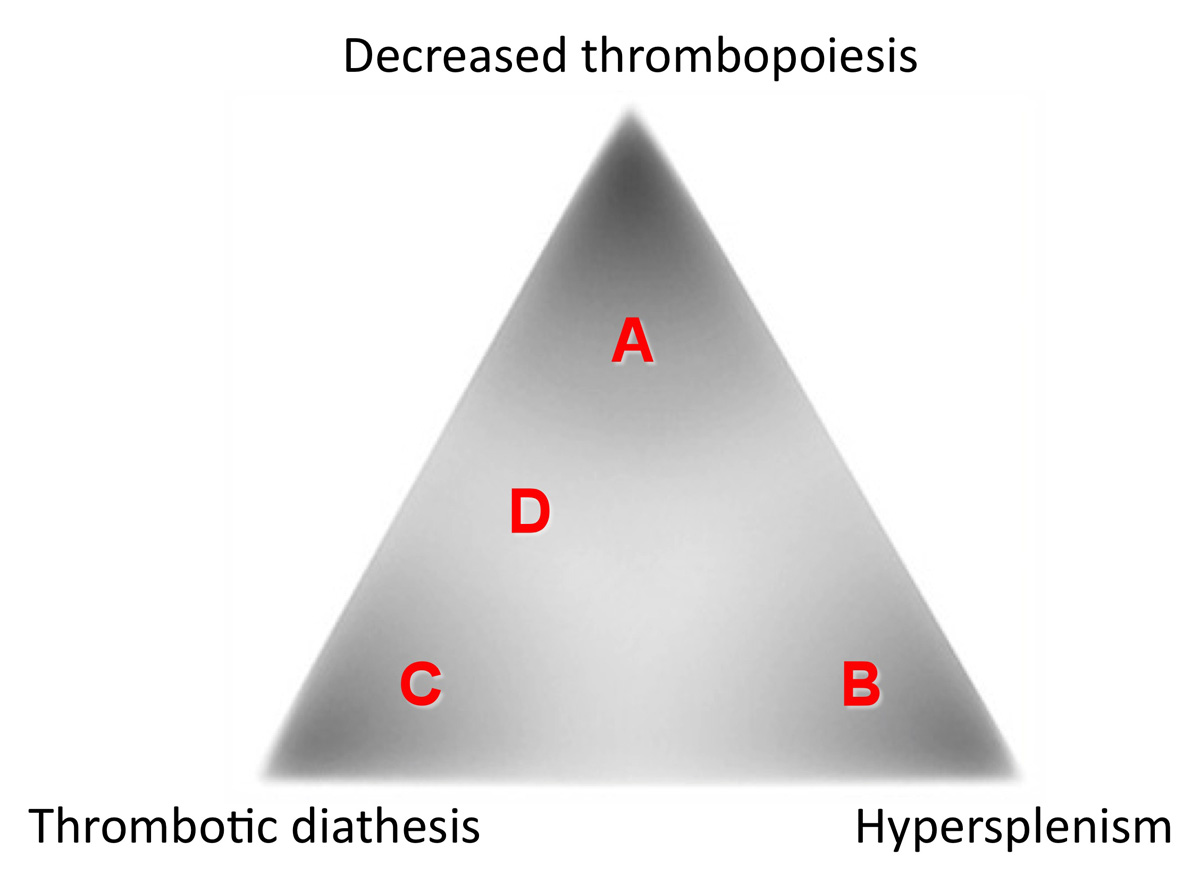 Decreased thrombopoiesis
A
D
C
B
Thrombotic diathesis
Hypersplenism